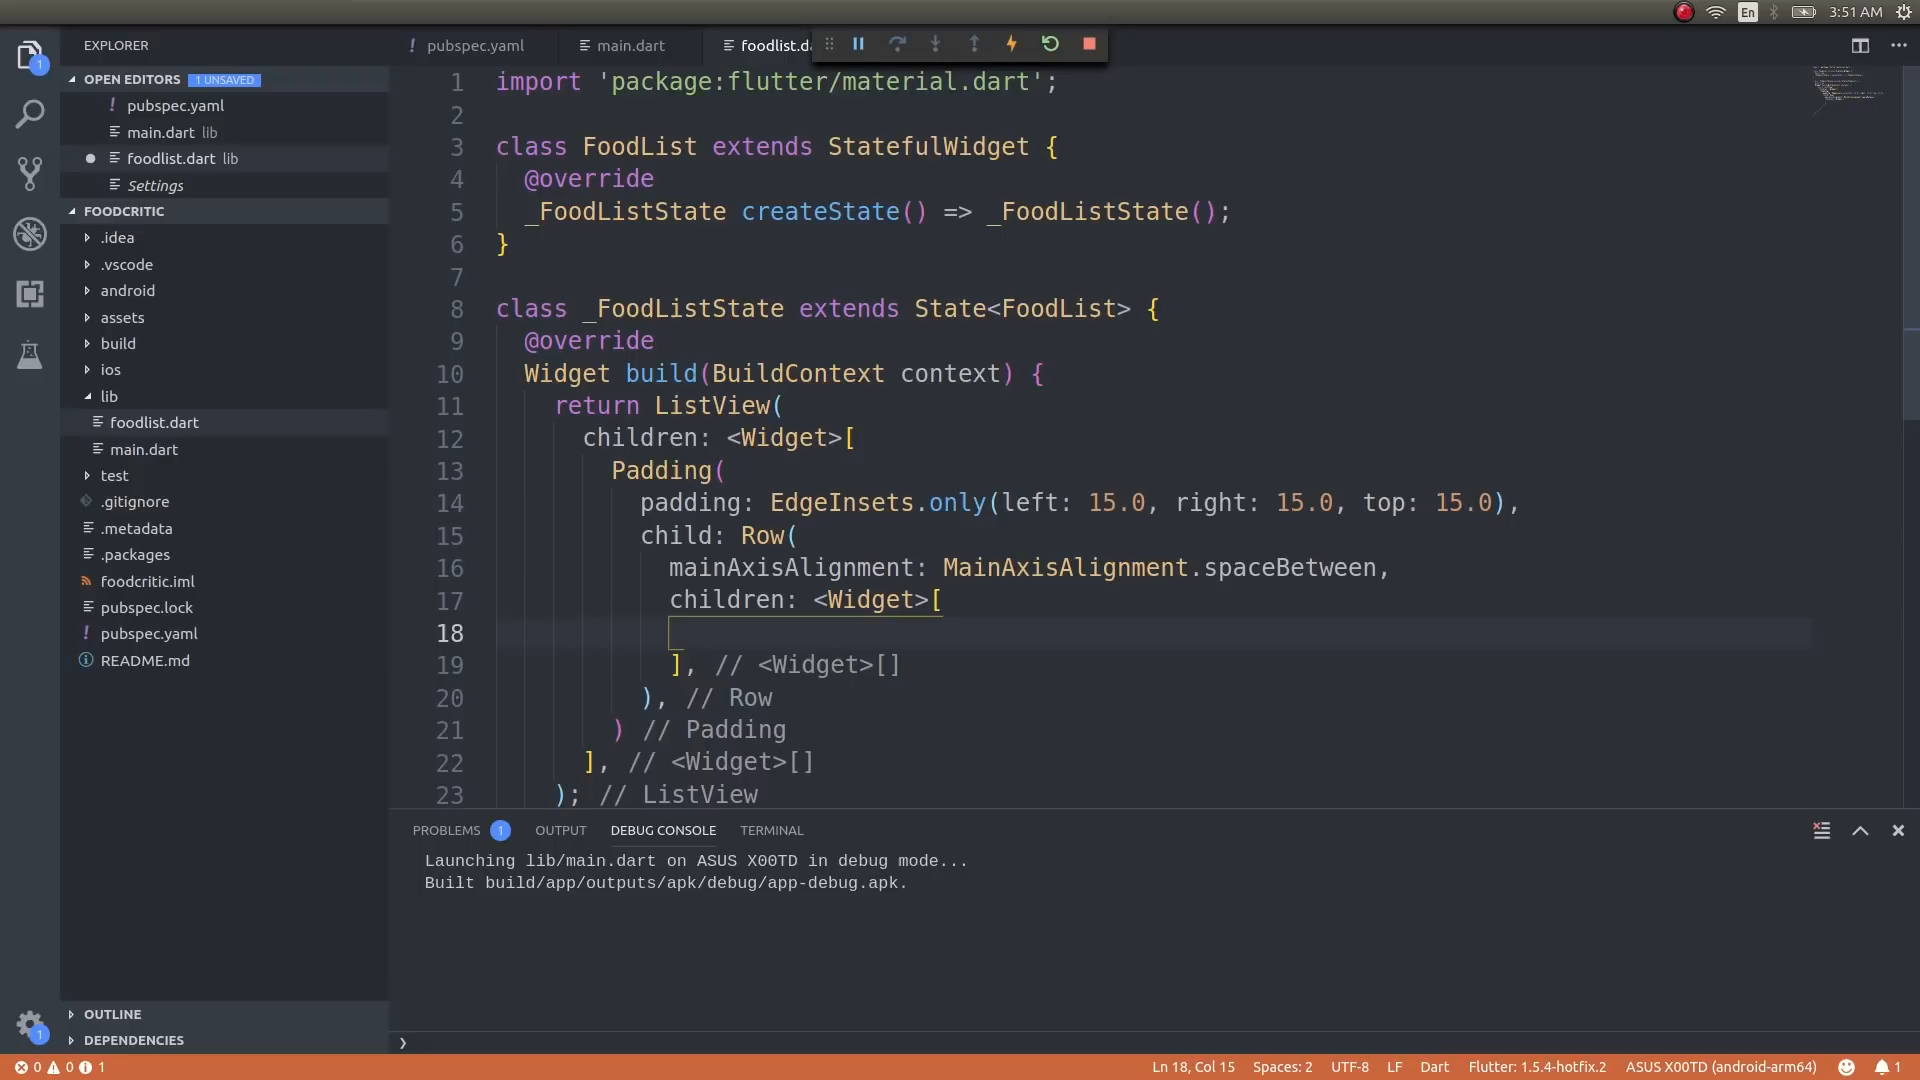 En
3:51 AM
EXPLORER
OPEN EDITORS 1 UNSAVED
pubspec.yaml
main.dart lib
foodlist.dart lib
Settings
FOODCRITIC
.idea
.vscode
android
assets
build
ios
lib
foodlist.dart
main.dart
test
.gitignore
.metadata
.packages
foodcritic.iml
pubspec.lock
pubspec.yaml
README.md
OUTLINE
DEPENDENCIES
1
1
! pubspec.yaml
main.dart
foodlist.da
1 import 'package:flutter/material.dart';
2
3 class FoodList extends StatefulWidget {
4 @override
5 _FoodListState createState() => _FoodListState();
6 }
7
8 class _FoodListState extends State<FoodList> {
9 @override
10 Widget build(BuildContext context) {
11 return ListView(
12 children: <Widget>[
13 Padding(
14 padding: EdgeInsets.only(left: 15.0, right: 15.0, top: 15.0),
15 child: Row(
16 mainAxisAlignment: MainAxisAlignment.spaceBetween,
17 children: <Widget>[
18
19 ], // <Widget>[]
20 ), // Row
21 ) // Padding
22 ], // <Widget>[]
23 ); // ListView
PROBLEMS 1 OUTPUT DEBUG CONSOLE TERMINAL
Launching lib/main.dart on ASUS X00TD in debug mode...
Built build/app/outputs/apk/debug/app-debug.apk.
0 0 1
Ln 18, Col 15 Spaces: 2 UTF-8 LF Dart Flutter: 1.5.4-hotfix.2 ASUS X00TD (android-arm64) 1